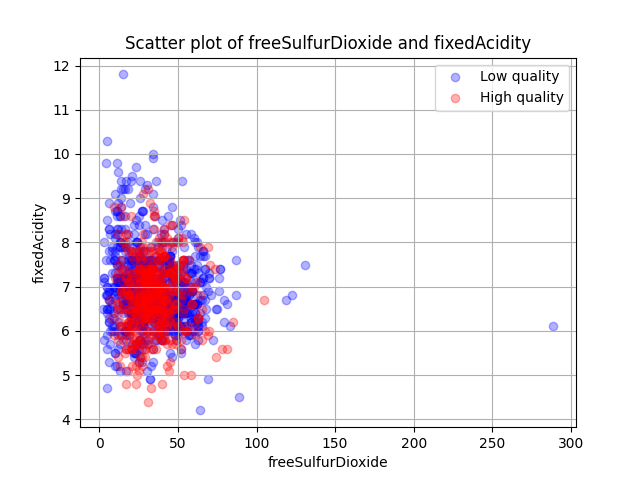 Scatter plot of freeSulfurDioxide and fixedAcidity
Low quality
High quality
12
11
10
9
8
7
6
5
4
fixedAcidity
0 50 100 150 200 250 300
freeSulfurDioxide